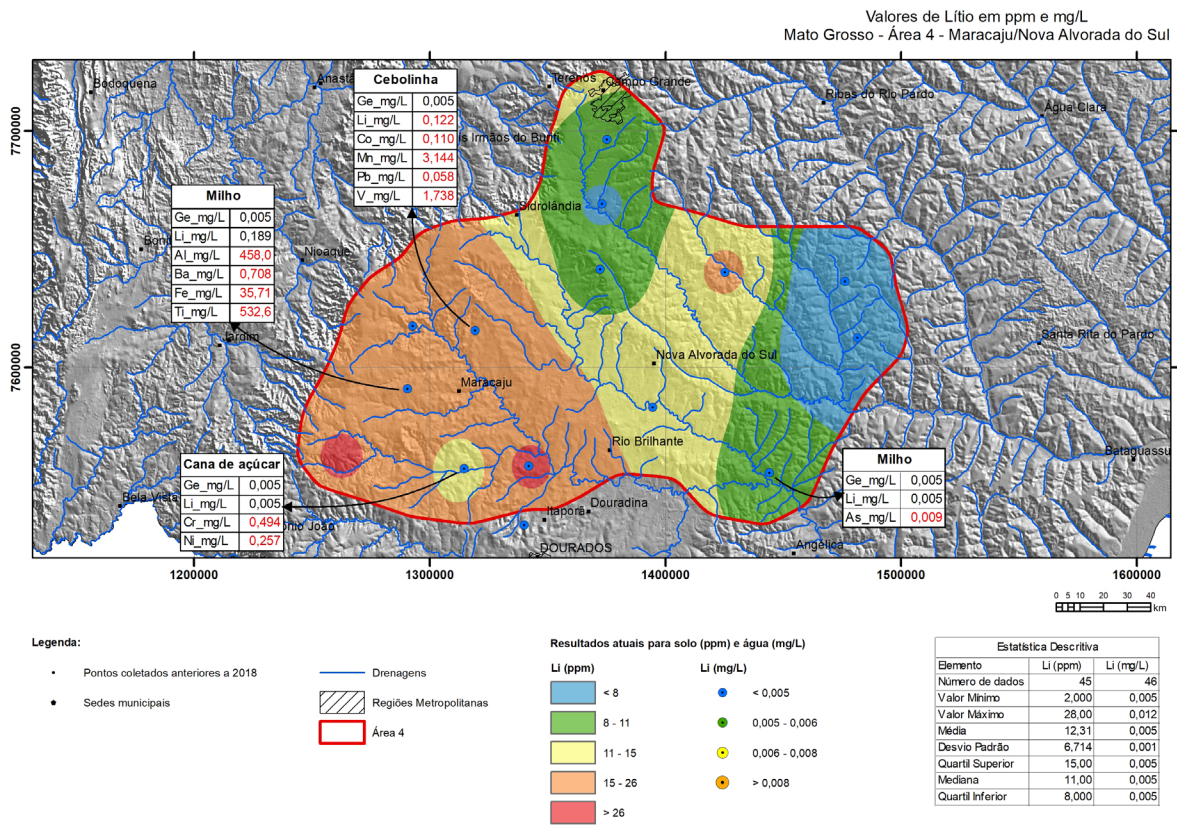 Valores de Lítio em ppm e mg/L
Mato Grosso - Área 4 - Maracaju/Nova Alvorada do Sul
Bodoquena
Anastá
Cebolinha
Ge_mg/L 0,005
Li_mg/L 0,122
Co_mg/L 0,110
Mn_mg/L 3,144
Pb_mg/L 0,058
V_mg/L 1,738
Terenos
Campo Grande
Ribas do Rio Pardo
Água Clara
s Irmãos do Buriti
7700000
Milho
Ge_mg/L 0,005
Li_mg/L 0,189
Al_mg/L 458,0
Ba_mg/L 0,708
Fe_mg/L 35,71
Ti_mg/L 532,6
Sidrolândia
Boni
Nioaque
Jardim
Santa Rita do Pardo
Nova Alvorada do Sul
7600000
Maracaju
Rio Brilhante
Bataguassu
Cana de açúcar
Ge_mg/L 0,005
Li_mg/L 0,005
Cr_mg/L 0,494
Ni_mg/L 0,257
Milho
Ge_mg/L 0,005
Li_mg/L 0,005
As_mg/L 0,009
Bela Vista
ônio João
Itaporã
Douradina
DOURADOS
Angélica
1200000 1300000 1400000 1500000 1600000
0 5 10 20 30 40
km
Legenda:
Pontos coletados anteriores a 2018
Sedes municipais
Drenagens
Regiões Metropolitanas
Área 4
Resultados atuais para solo (ppm) e água (mg/L)
Li (ppm) Li (mg/L)
< 8 < 0,005
8 - 11 0,005 - 0,006
11 - 15 0,006 - 0,008
15 - 26 > 0,008
> 26
Estatística Descritiva
Elemento Li (ppm) Li (mg/L)
Número de dados 45 46
Valor Mínimo 2,000 0,005
Valor Máximo 28,00 0,012
Média 12,31 0,005
Desvio Padrão 6,714 0,001
Quartil Superior 15,00 0,005
Mediana 11,00 0,005
Quartil Inferior 8,000 0,005